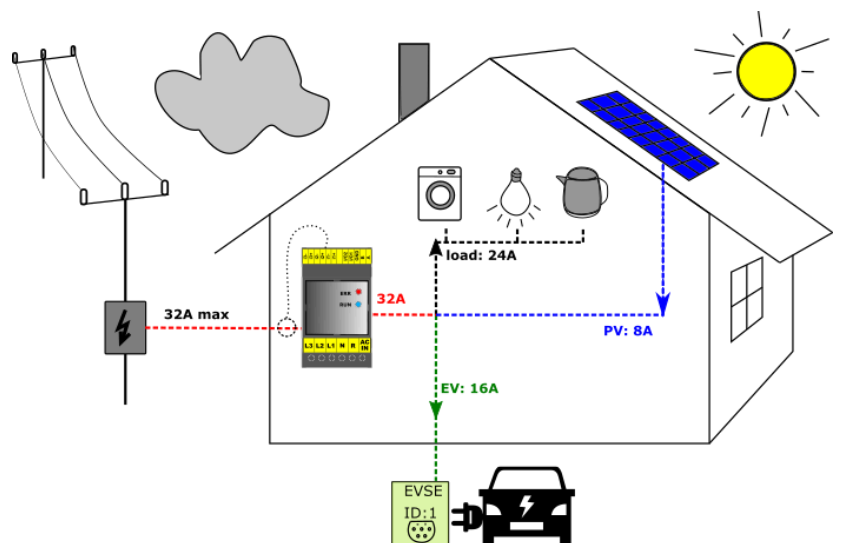 load: 24A
ERR
RUN
32A
32A max
PV: 8A
L3 L2 L1 N R AC IN
EV: 16A
EVSE
ID:1